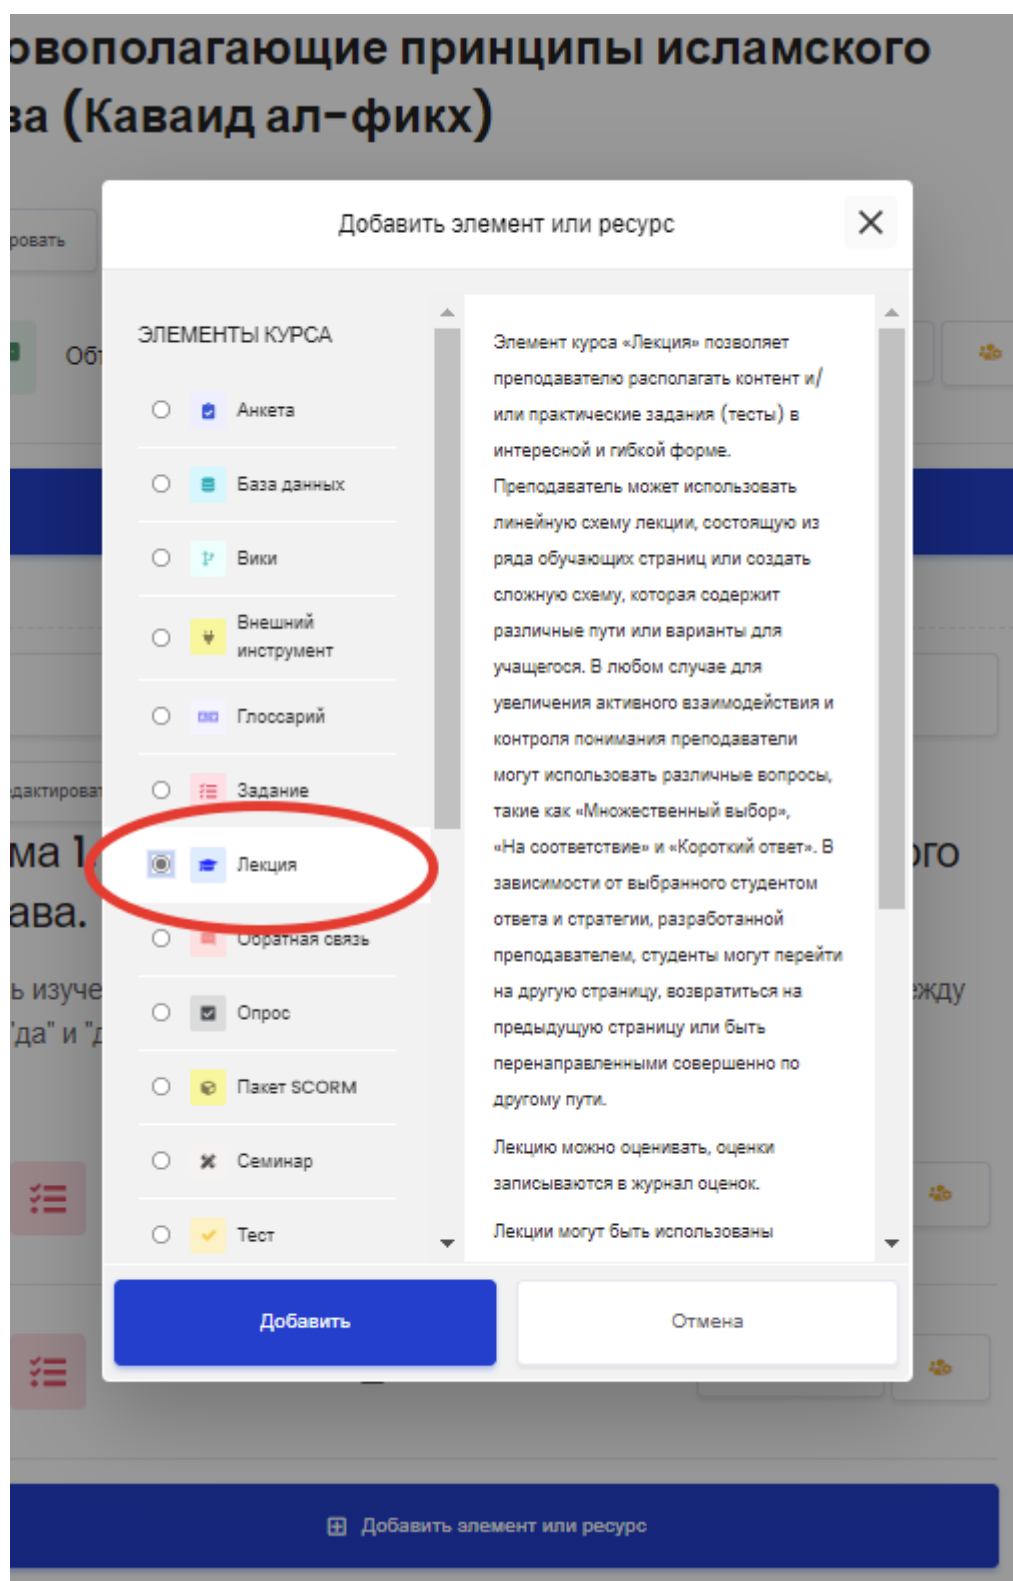 овополагающие принципы исламского
ва (Каваид ал-фикх)
ровать
Добавить элемент или ресурс
ЭЛЕМЕНТЫ КУРСА
Анкета
База данных
Вики
Внешний
инструмент
Глоссарий
Задание
Лекция
Обратная связь
Опрос
Пакет SCORM
Семинар
Тест
Элемент курса «Лекция» позволяет
преподавателю располагать контент и/
или практические задания (тесты) в
интересной и гибкой форме.
Преподаватель может использовать
линейную схему лекции, состоящую из
ряда обучающих страниц или создать
сложную схему, которая содержит
различные пути или варианты для
учащегося. В любом случае для
увеличения активного взаимодействия и
контроля понимания преподаватели
могут использовать различные вопросы,
такие как «Множественный выбор»,
«На соответствие» и «Короткий ответ». В
зависимости от выбранного студентом
ответа и стратегии, разработанной
преподавателем, студенты могут перейти
на другую страницу, возвратиться на
предыдущую страницу или быть
перенаправленными совершенно по
другому пути.
Лекцию можно оценивать, оценки
записываются в журнал оценок.
Лекции могут быть использованы
Добавить
Отмена
Об
дактироват
ма 1.
ого
ава.
ь изуче
ежду
"да" и "д
Добавить элемент или ресурс